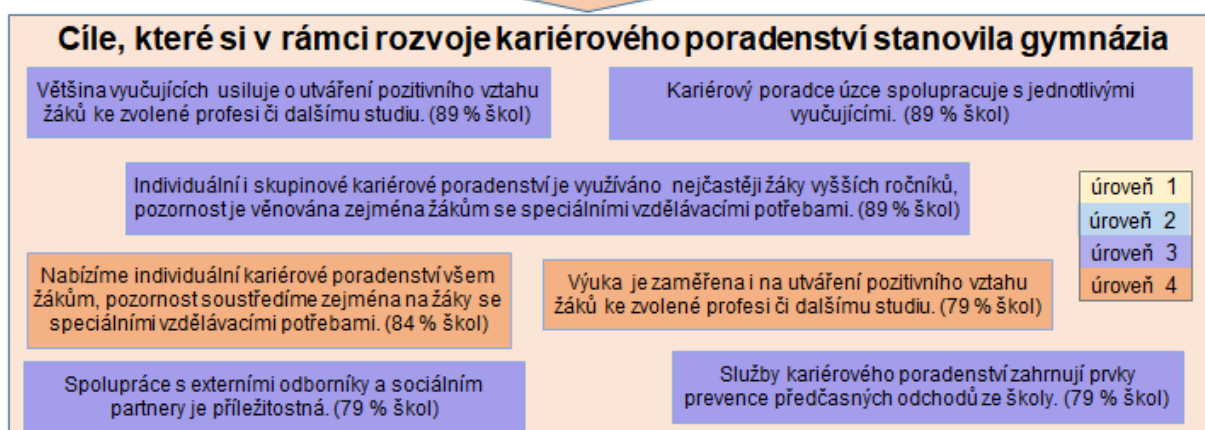 Cíle, které si v rámci rozvoje kariérového poradenství stanovila gymnázia
Většina vyučujících usiluje o utváření pozitivního vztahu
žáků ke zvolené profesi či dalšímu studiu. (89 % škol)
Kariérový poradce úzce spolupracuje s jednotlivými
vyučujícími. (89 % škol)
Individuální i skupinové kariérové poradenství je využíváno nejčastěji žáky vyšších ročníků,
pozornost je věnována zejména žákům se speciálními vzdělávacími potřebami. (89 % škol)
úroveň 1
úroveň 2
úroveň 3
úroveň 4
Nabízíme individuální kariérové poradenství všem
žákům, pozornost soustředíme zejména na žáky se
speciálními vzdělávacími potřebami. (84 % škol)
Výuka je zaměřena i na utváření pozitivního vztahu
žáků ke zvolené profesi či dalšímu studiu. (79 % škol)
Spolupráce s externími odborníky a sociálním
partnery je příležitostná. (79 % škol)
Služby kariérového poradenství zahrnují prvky
prevence předčasných odchodů ze školy. (79 % škol)